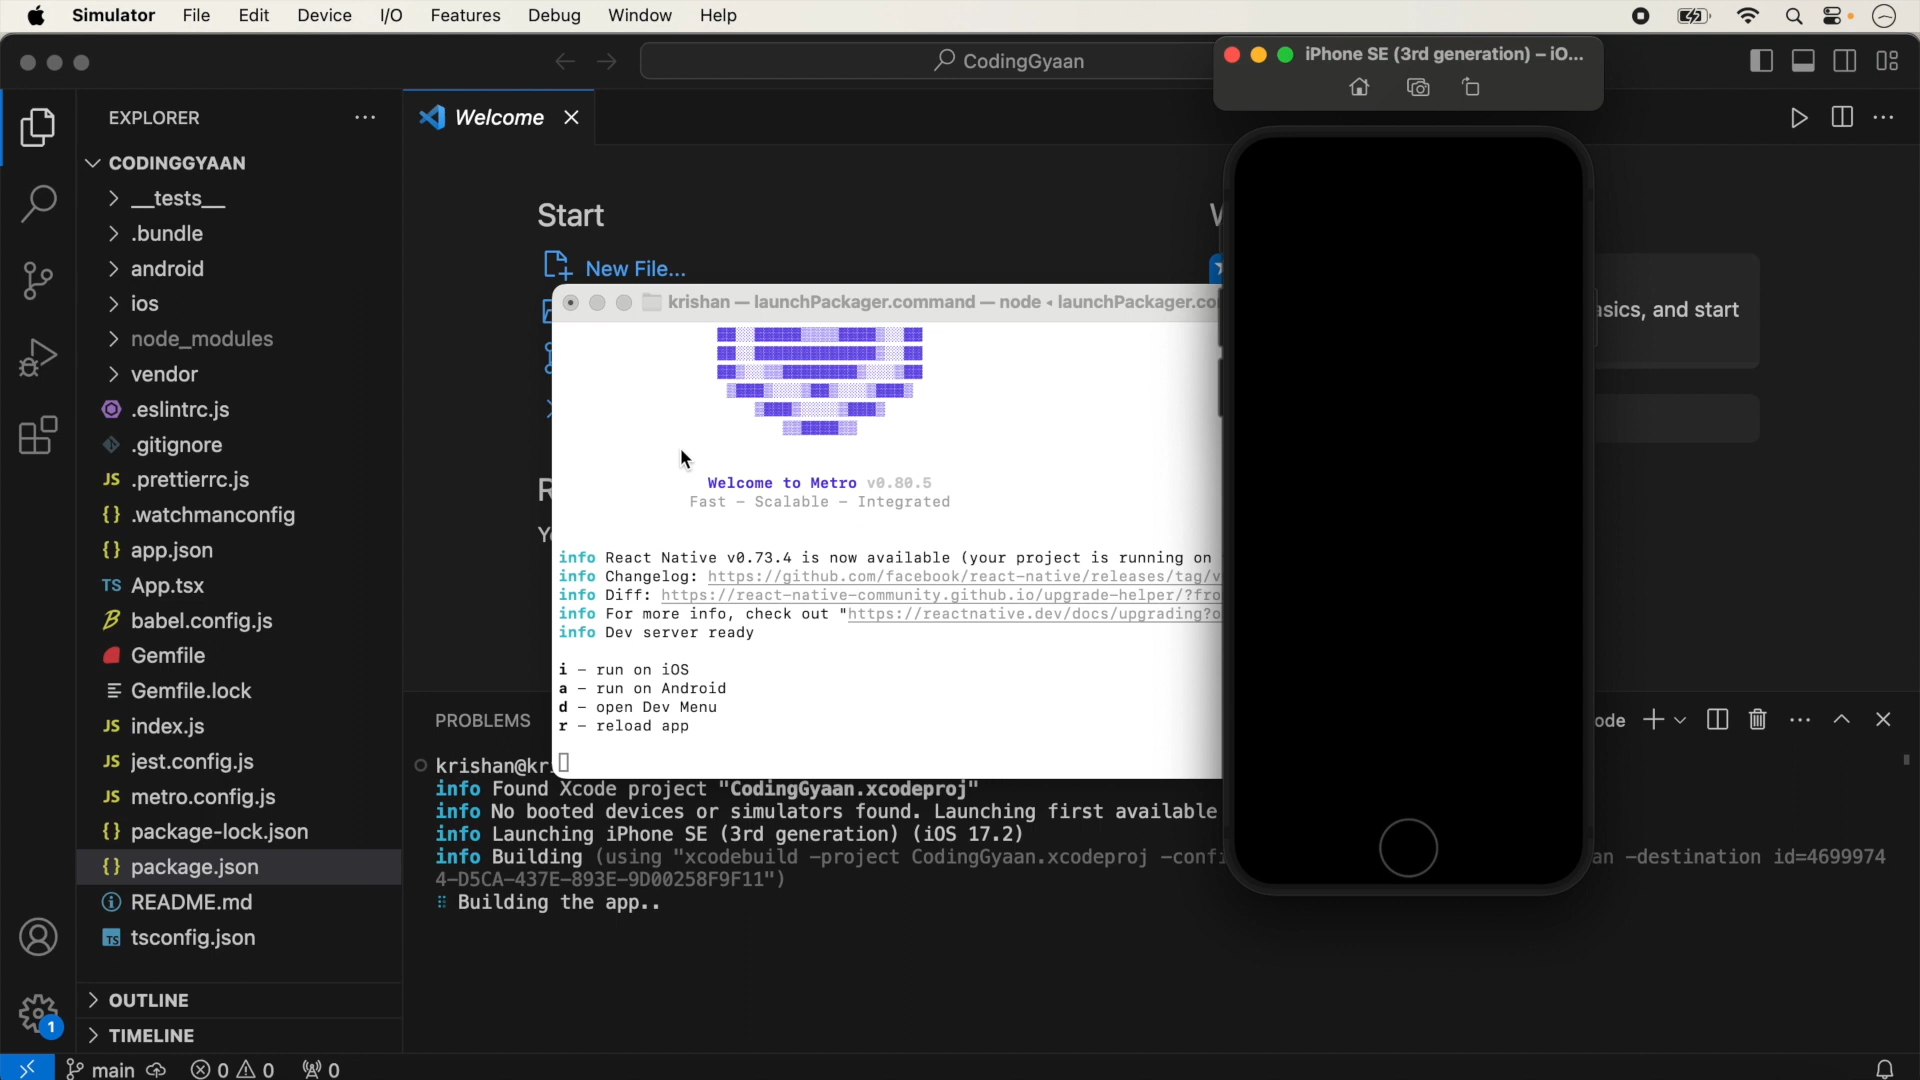 Simulator File Edit Device I/O Features Debug Window Help
CodingGyaan
iPhone SE (3rd generation) – iO...
EXPLORER
Welcome
CODINGGYAAN
__tests__
.bundle
android
ios
node_modules
vendor
.eslintrc.js
.gitignore
JS .prettierrc.js
{} .watchmanconfig
{} app.json
TS App.tsx
babel.config.js
Gemfile
Gemfile.lock
JS index.js
JS jest.config.js
JS metro.config.js
{} package-lock.json
{} package.json
README.md
TS tsconfig.json
OUTLINE
TIMELINE
1
main 0 0 0
Start
New File...
asics, and start
krishan — launchPackager.command — node ◂ launchPackager.co
Welcome to Metro v0.80.5
Fast – Scalable – Integrated
info React Native v0.73.4 is now available (your project is running on
info Changelog: https://github.com/facebook/react-native/releases/tag/v
info Diff: https://react-native-community.github.io/upgrade-helper/?fro
info For more info, check out "https://reactnative.dev/docs/upgrading?o
info Dev server ready
i – run on iOS
a – run on Android
d – open Dev Menu
r – reload app
PROBLEMS
ode
krishan@kr
info Found Xcode project "CodingGyaan.xcodeproj"
info No booted devices or simulators found. Launching first available
info Launching iPhone SE (3rd generation) (iOS 17.2)
info Building (using "xcodebuild -project CodingGyaan.xcodeproj -confi an -destination id=4699974
4-D5CA-437E-893E-9D00258F9F11")
Building the app..